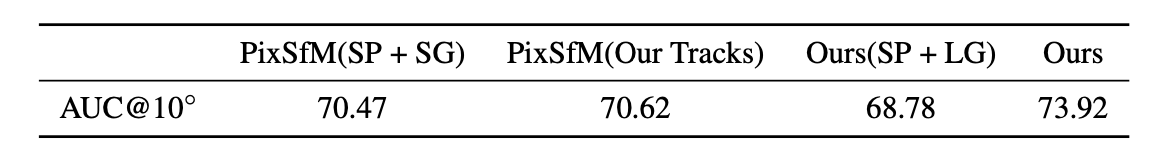 PixSfM(SP + SG) PixSfM(Our Tracks) Ours(SP + LG) Ours
AUC@10° 70.47 70.62 68.78 73.92